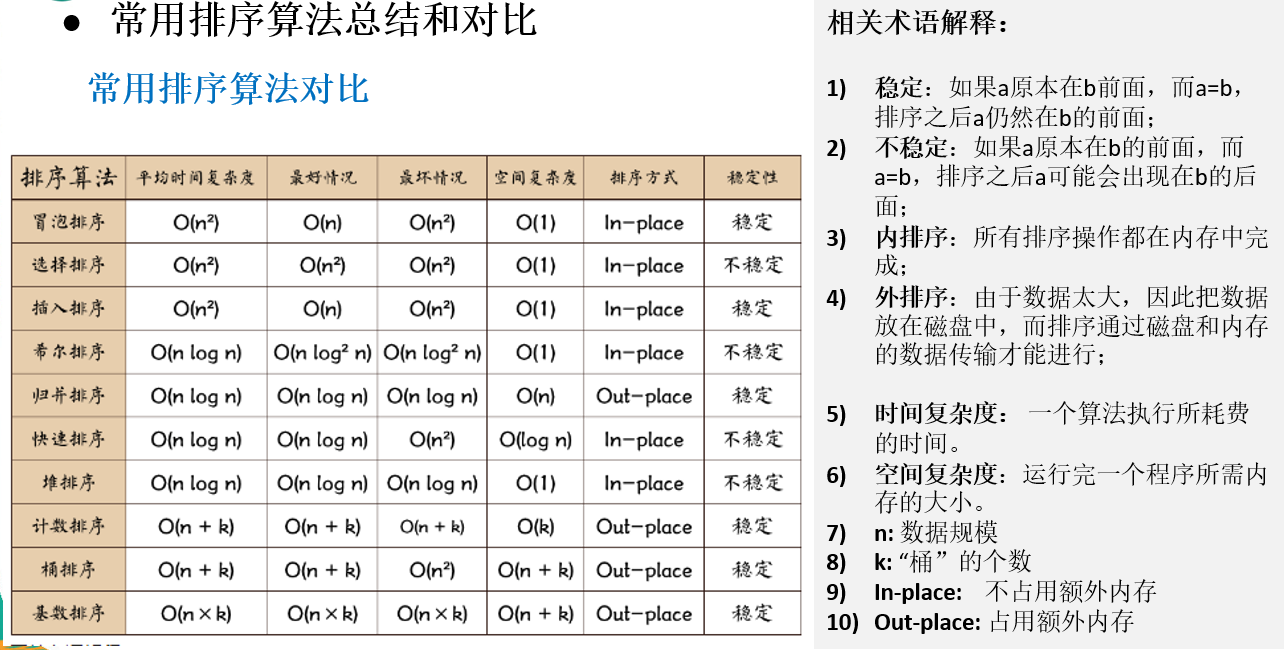 ● 常用排序算法总结和对比
常用排序算法对比
排序算法 平均时间复杂度 最好情况 最坏情况 空间复杂度 排序方式 稳定性
冒泡排序 O(n²) O(n) O(n²) O(1) In-place 稳定
选择排序 O(n²) O(n²) O(n²) O(1) In-place 不稳定
插入排序 O(n²) O(n) O(n²) O(1) In-place 稳定
希尔排序 O(n log n) O(n log² n) O(n log² n) O(1) In-place 不稳定
归并排序 O(n log n) O(n log n) O(n log n) O(n) Out-place 稳定
快速排序 O(n log n) O(n log n) O(n²) O(log n) In-place 不稳定
堆排序 O(n log n) O(n log n) O(n log n) O(1) In-place 不稳定
计数排序 O(n + k) O(n + k) O(n + k) O(k) Out-place 稳定
桶排序 O(n + k) O(n + k) O(n²) O(n + k) Out-place 稳定
基数排序 O(n×k) O(n×k) O(n×k) O(n + k) Out-place 稳定
相关术语解释：
1) 稳定：如果a原本在b前面，而a=b，
排序之后a仍然在b的前面；
2) 不稳定：如果a原本在b的前面，而
a=b，排序之后a可能会出现在b的后
面；
3) 内排序：所有排序操作都在内存中完
成；
4) 外排序：由于数据太大，因此把数据
放在磁盘中，而排序通过磁盘和内存
的数据传输才能进行；
5) 时间复杂度： 一个算法执行所耗费
的时间。
6) 空间复杂度：运行完一个程序所需内
存的大小。
7) n: 数据规模
8) k: “桶”的个数
9) In-place: 不占用额外内存
10) Out-place: 占用额外内存